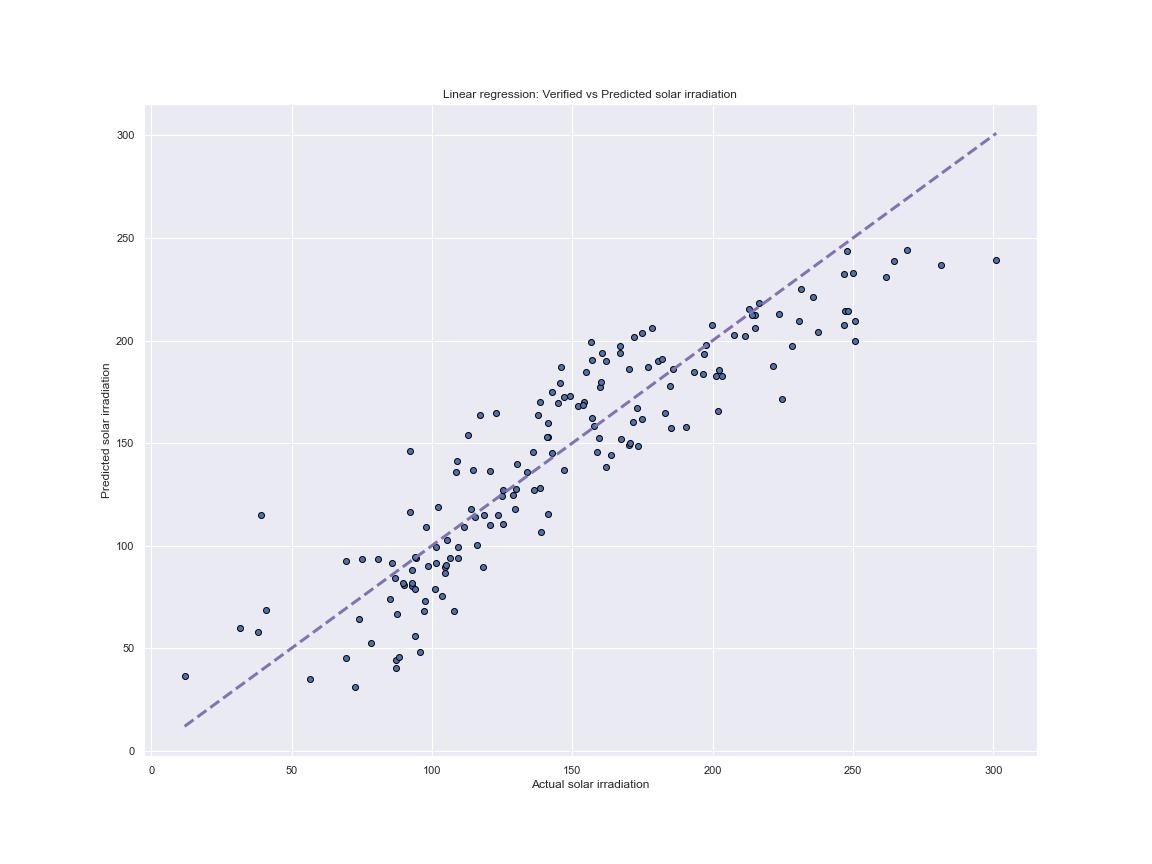 Linear regression: Verified vs Predicted solar irradiation
300
250
200
150
100
50
0
Predicted solar irradiation
0 50 100 150 200 250 300
Actual solar irradiation